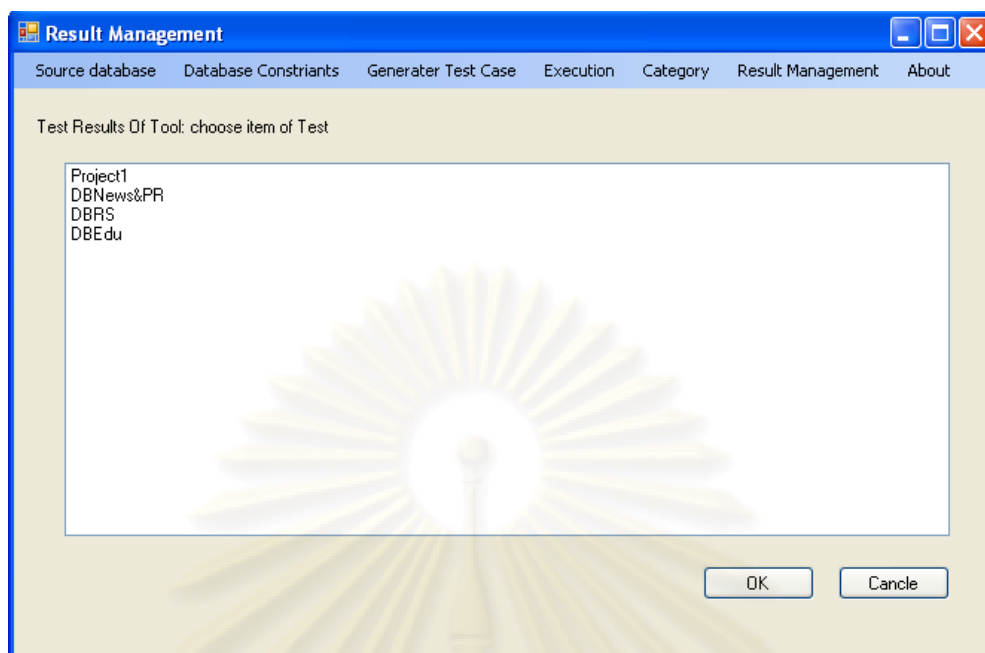 Result Management
Source database Database Constriants Generater Test Case Execution Category Result Management About
Test Results Of Tool: choose item of Test
Project1
DBNews&PR
DBRS
DBEdu
OK Cancle